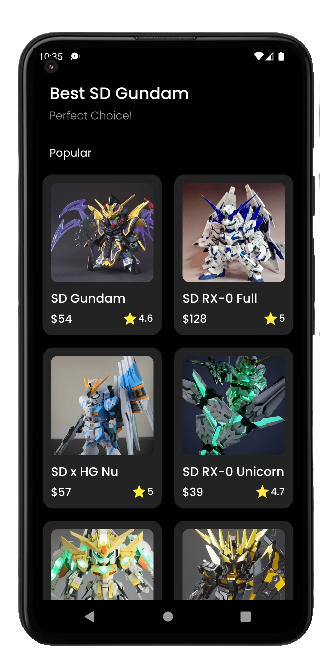 10:35
Best SD Gundam
Perfect Choice!
Popular
SD Gundam
$54 4.6
SD RX-0 Full
$128 5
SD x HG Nu
$57 5
SD RX-0 Unicorn
$39 4.7